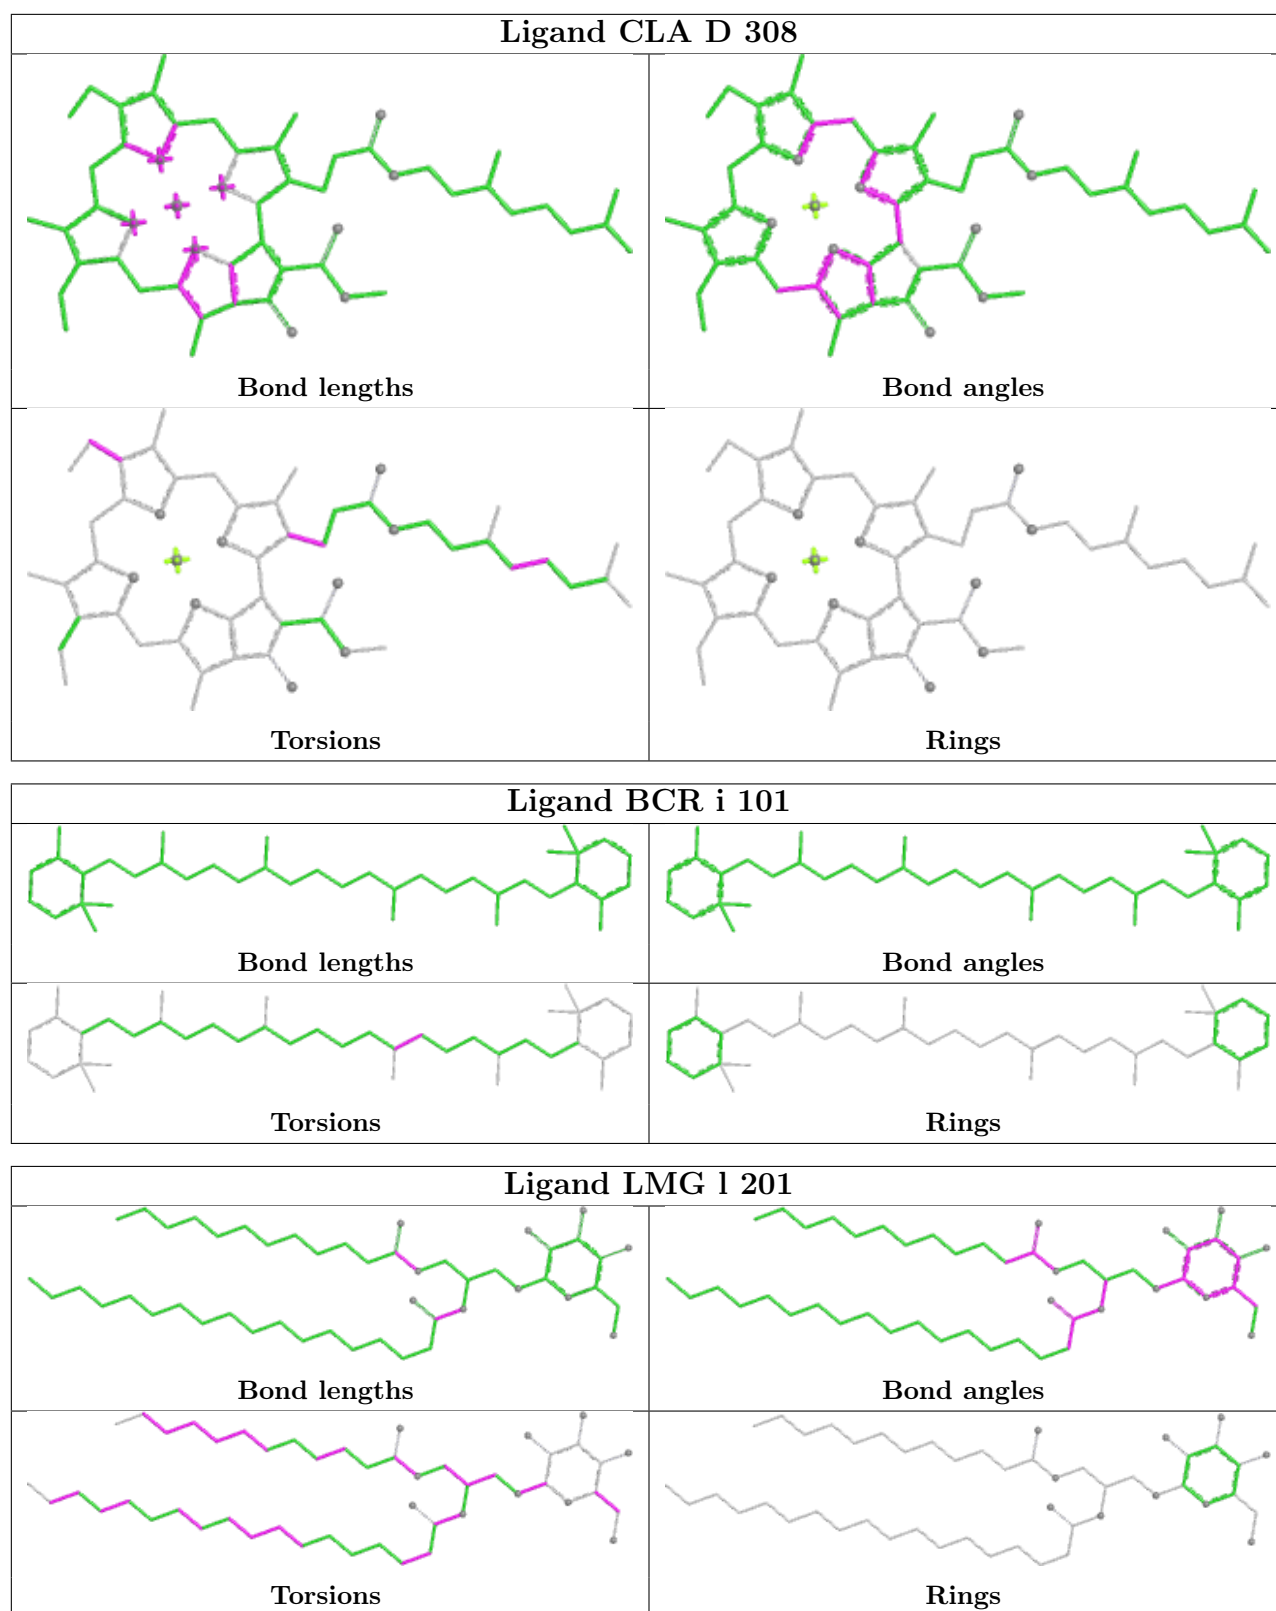 Ligand CLA D 308
Bond lengths
Bond angles
Torsions
Rings
Ligand BCR i 101
Bond lengths
Bond angles
Torsions
Rings
Ligand LMG l 201
Bond lengths
Bond angles
Torsions
Rings